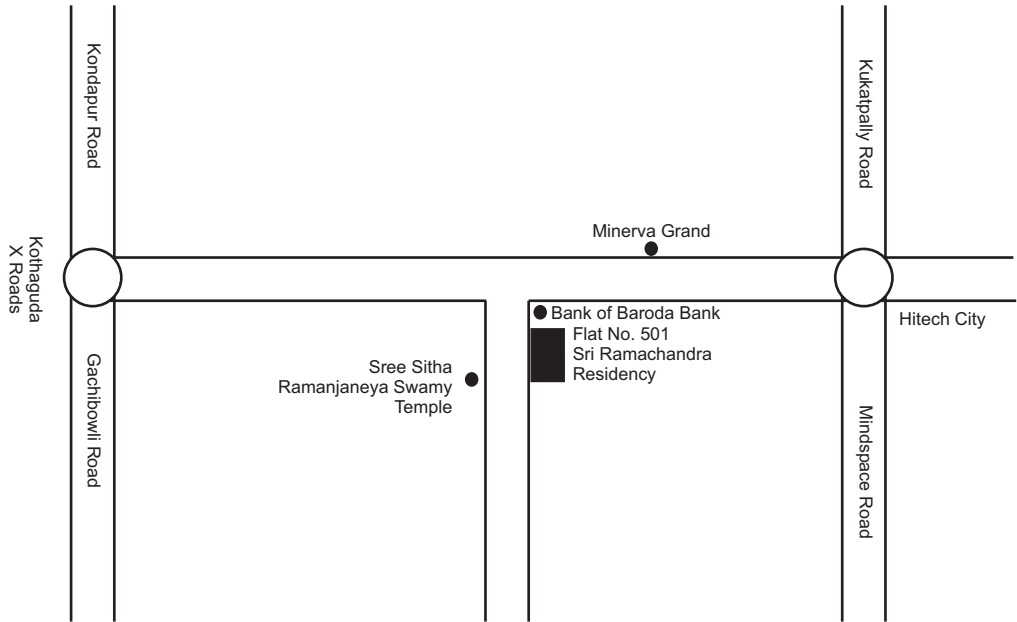 Kondapur Road
Kukatpally Road
Minerva Grand
Kothaguda
X Roads
Bank of Baroda Bank
Flat No. 501
Sri Ramachandra
Residency
Hitech City
Sree Sitha
Ramanjaneya Swamy
Temple
Gachibowli Road
Mindspace Road